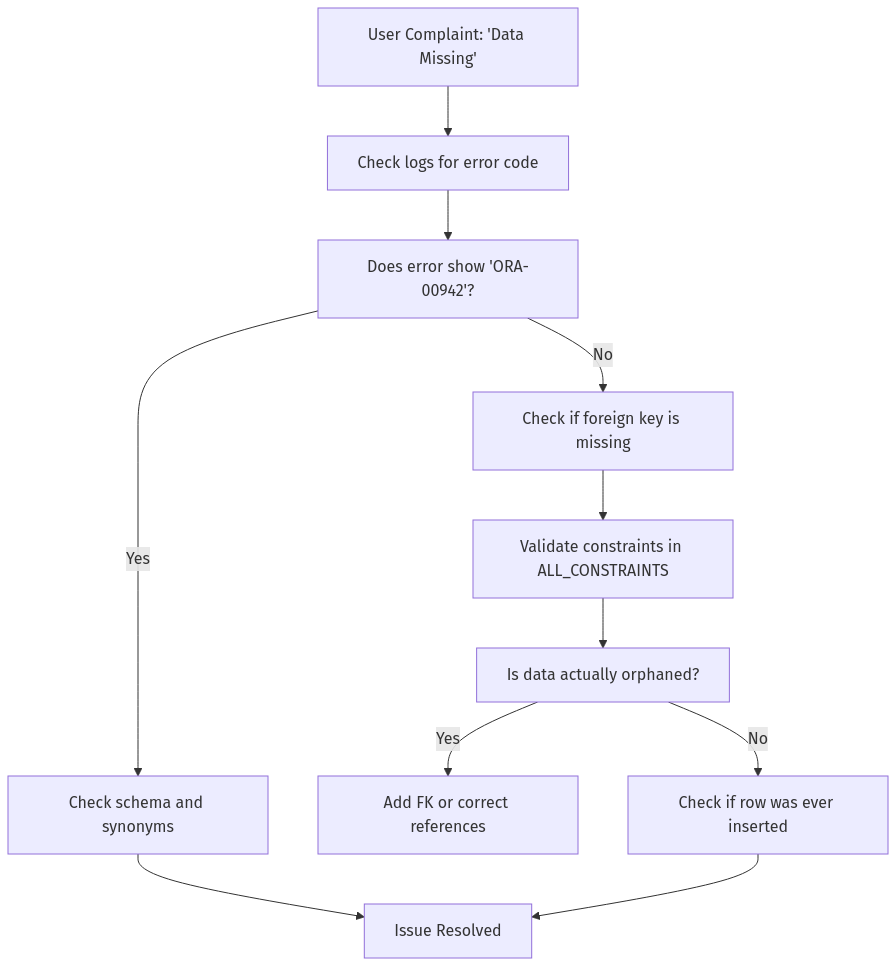 User Complaint: 'Data
Missing'
Check logs for error code
Does error show 'ORA-
00942'?
No
Check if foreign key is
missing
Yes
Validate constraints in
ALL_CONSTRAINTS
Is data actually orphaned?
Yes
No
Check schema and
synonyms
Add FK or correct
references
Check if row was ever
inserted
Issue Resolved